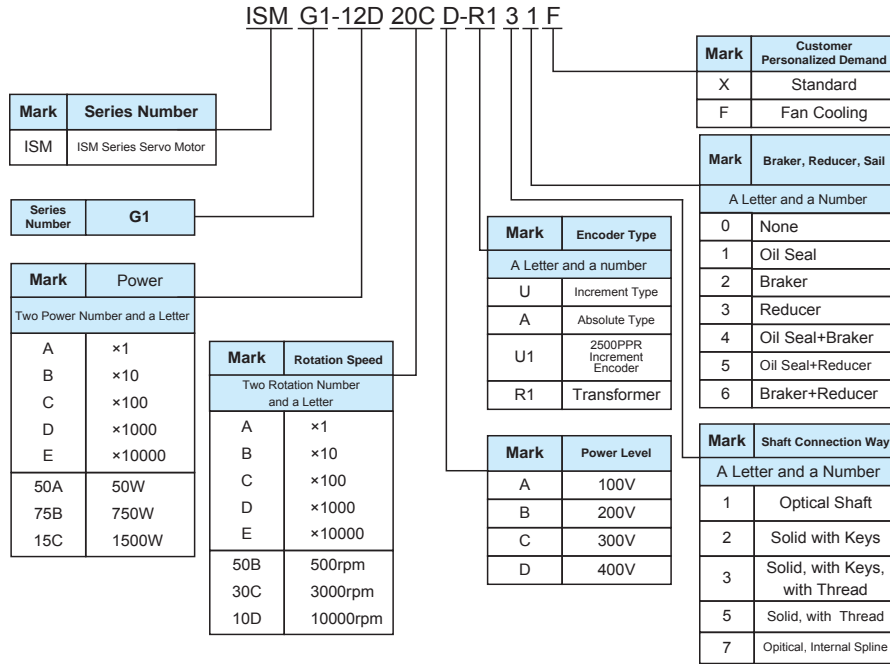 ISM G1-12D 20C D-R1 3 1 F
Mark Series Number
ISM ISM Series Servo Motor
Series
Number
G1
Mark Power
Two Power Number and a Letter
A ×1
B ×10
C ×100
D ×1000
E ×10000
50A 50W
75B 750W
15C 1500W
Mark Rotation Speed
Two Rotation Number
and a Letter
A ×1
B ×10
C ×100
D ×1000
E ×10000
50B 500rpm
30C 3000rpm
10D 10000rpm
Mark Encoder Type
A Letter and a number
U Increment Type
A Absolute Type
U1 2500PPR
Increment
Encoder
R1 Transformer
Mark Power Level
A 100V
B 200V
C 300V
D 400V
Mark Customer
Personalized Demand
X Standard
F Fan Cooling
Mark Braker, Reducer, Sail
A Letter and a Number
0 None
1 Oil Seal
2 Braker
3 Reducer
4 Oil Seal+Braker
5 Oil Seal+Reducer
6 Braker+Reducer
Mark Shaft Connection Way
A Letter and a Number
1 Optical Shaft
2 Solid with Keys
3 Solid, with Keys,
with Thread
5 Solid, with Thread
7 Opitical, Internal Spline